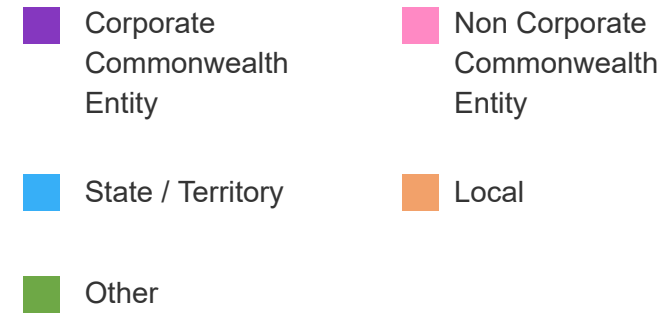 Corporate
Commonwealth
Entity
Non Corporate
Commonwealth
Entity
State / Territory
Local
Other